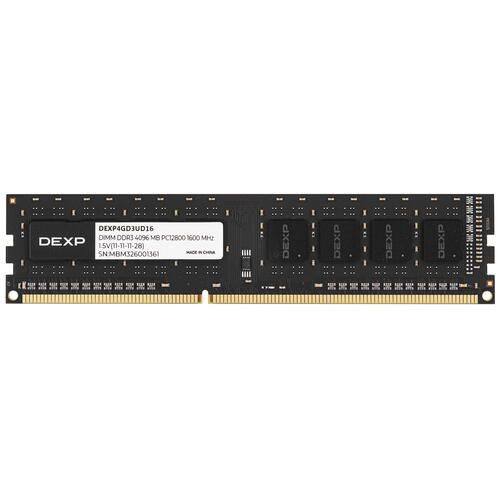 DEXP
DEXP4GD3UD16
DIMM DDR3 4096 MB PC12800 1600 MHz
1.5V(11-11-11-28)
SN:MBM326001361
MADE IN CHINA
DEXP
DEXP
DEXP
DEXP